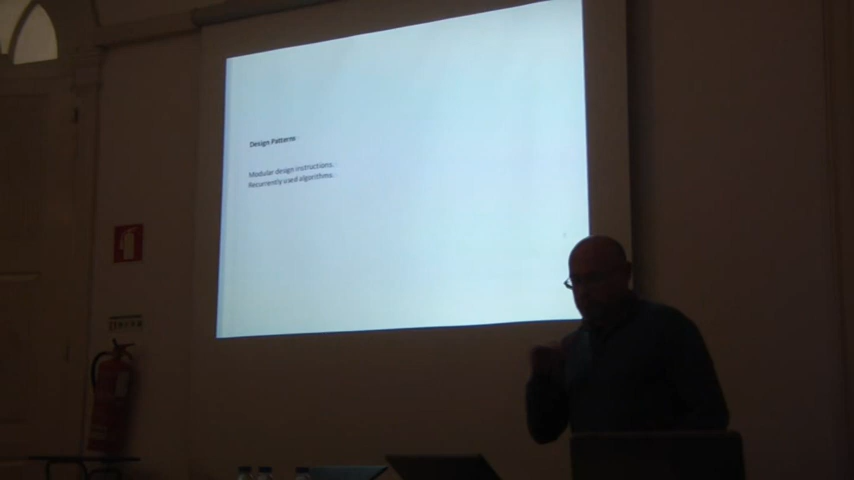 Design Patterns
Modular design instructions.
Recurrently used algorithms.